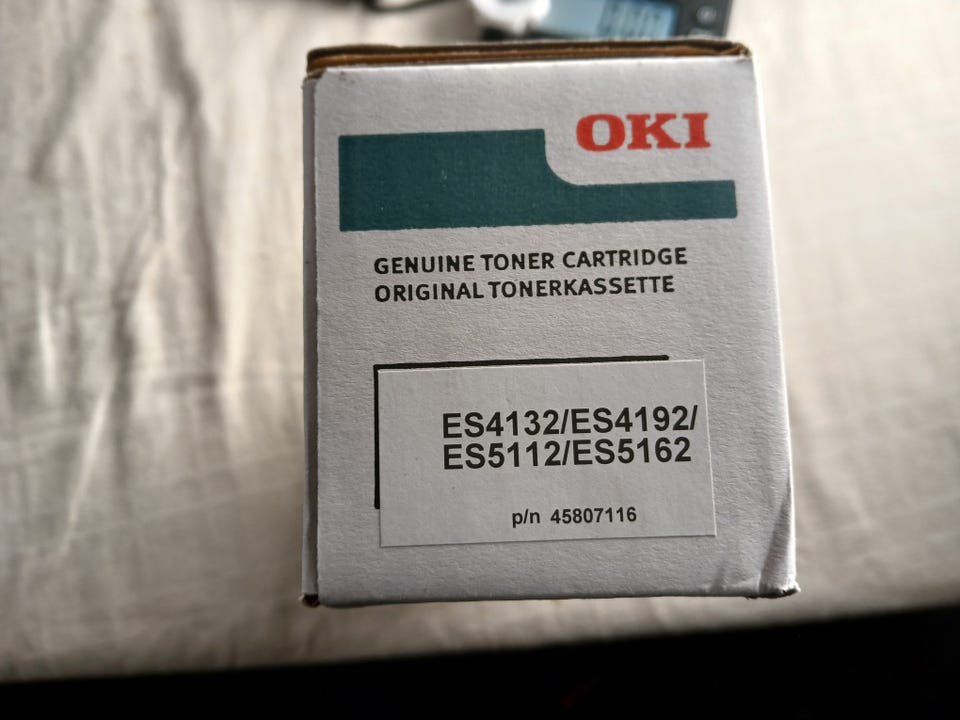 OKI
GENUINE TONER CARTRIDGE
ORIGINAL TONERKASSETTE
ES4132/ES4192/
ES5112/ES5162
p/n 45807116